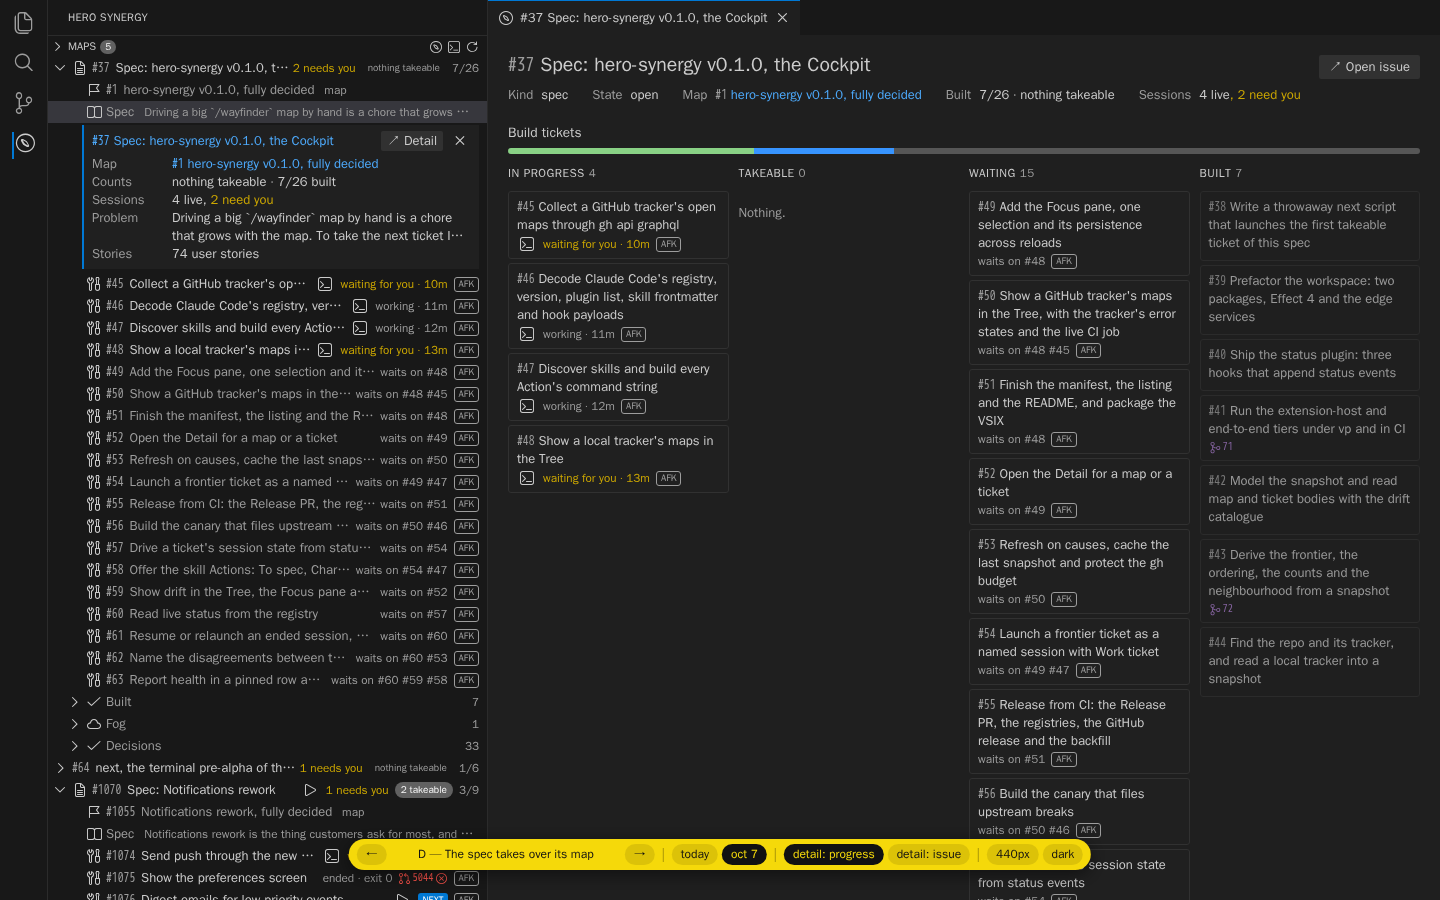 HERO SYNERGY
MAPS 5
#37 Spec: hero-synergy v0.1.0, t··· 2 needs you nothing takeable 7/26
#1 hero-synergy v0.1.0, fully decided map
Spec Driving a big `/wayfinder` map by hand is a chore that grows ···
#37 Spec: hero-synergy v0.1.0, the Cockpit ↗ Detail ×
Map #1 hero-synergy v0.1.0, fully decided
Counts nothing takeable · 7/26 built
Sessions 4 live, 2 need you
Problem Driving a big `/wayfinder` map by hand is a chore
that grows with the map. To take the next ticket I···
Stories 74 user stories
#45 Collect a GitHub tracker's op··· waiting for you · 10m AFK
#46 Decode Claude Code's registry, ver··· working · 11m AFK
#47 Discover skills and build every Actio··· working · 12m AFK
#48 Show a local tracker's maps i··· waiting for you · 13m AFK
#49 Add the Focus pane, one selection and it··· waits on #48 AFK
#50 Show a GitHub tracker's maps in the··· waits on #48 #45 AFK
#51 Finish the manifest, the listing and the R··· waits on #48 AFK
#52 Open the Detail for a map or a ticket waits on #49 AFK
#53 Refresh on causes, cache the last snaps··· waits on #50 AFK
#54 Launch a frontier ticket as a named ··· waits on #49 #47 AFK
#55 Release from CI: the Release PR, the reg··· waits on #51 AFK
#56 Build the canary that files upstream ··· waits on #50 #46 AFK
#57 Drive a ticket's session state from statu··· waits on #54 AFK
#58 Offer the skill Actions: To spec, Char··· waits on #54 #47 AFK
#59 Show drift in the Tree, the Focus pane a··· waits on #52 AFK
#60 Read live status from the registry waits on #57 AFK
#61 Resume or relaunch an ended session, ··· waits on #60 AFK
#62 Name the disagreements between t··· waits on #60 #53 AFK
#63 Report health in a pinned row a··· waits on #60 #59 #58 AFK
Built 7
Fog 1
Decisions 33
#64 next, the terminal pre-alpha of th··· 1 needs you nothing takeable 1/6
#1070 Spec: Notifications rework 1 needs you 2 takeable 3/9
#1055 Notifications rework, fully decided map
Spec Notifications rework is the thing customers ask for most, and ···
#1074 Send push through the new ···
#1075 Show the preferences screen ended · exit 0 5044 AFK
#1076 Digest emails for low priority events NEXT AFK
#37 Spec: hero-synergy v0.1.0, the Cockpit ×
#37 Spec: hero-synergy v0.1.0, the Cockpit
↗ Open issue
Kind spec State open Map #1 hero-synergy v0.1.0, fully decided Built 7/26 · nothing takeable Sessions 4 live, 2 need you
Build tickets
IN PROGRESS 4
#45 Collect a GitHub tracker's open
maps through gh api graphql
waiting for you · 10m AFK
#46 Decode Claude Code's registry,
version, plugin list, skill frontmatter
and hook payloads
working · 11m AFK
#47 Discover skills and build every
Action's command string
working · 12m AFK
#48 Show a local tracker's maps in
the Tree
waiting for you · 13m AFK
TAKEABLE 0
Nothing.
WAITING 15
#49 Add the Focus pane, one
selection and its persistence
across reloads
waits on #48 AFK
#50 Show a GitHub tracker's maps
in the Tree, with the tracker's error
states and the live CI job
waits on #48 #45 AFK
#51 Finish the manifest, the listing
and the README, and package the
VSIX
waits on #48 AFK
#52 Open the Detail for a map or a
ticket
waits on #49 AFK
#53 Refresh on causes, cache the
last snapshot and protect the gh
budget
waits on #50 AFK
#54 Launch a frontier ticket as a
named session with Work ticket
waits on #49 #47 AFK
#55 Release from CI: the Release
PR, the registries, the GitHub
release and the backfill
waits on #51 AFK
#56 Build the canary that files
upstream breaks
waits on #50 #46 AFK
session state
from status events
waits on #54 AFK
BUILT 7
#38 Write a throwaway next script
that launches the first takeable
ticket of this spec
#39 Prefactor the workspace: two
packages, Effect 4 and the edge
services
#40 Ship the status plugin: three
hooks that append status events
#41 Run the extension-host and
end-to-end tiers under vp and in CI
71
#42 Model the snapshot and read
map and ticket bodies with the drift
catalogue
#43 Derive the frontier, the
ordering, the counts and the
neighbourhood from a snapshot
72
#44 Find the repo and its tracker,
and read a local tracker into a
snapshot
← D — The spec takes over its map → | today oct 7 | detail: progress detail: issue | 440px dark